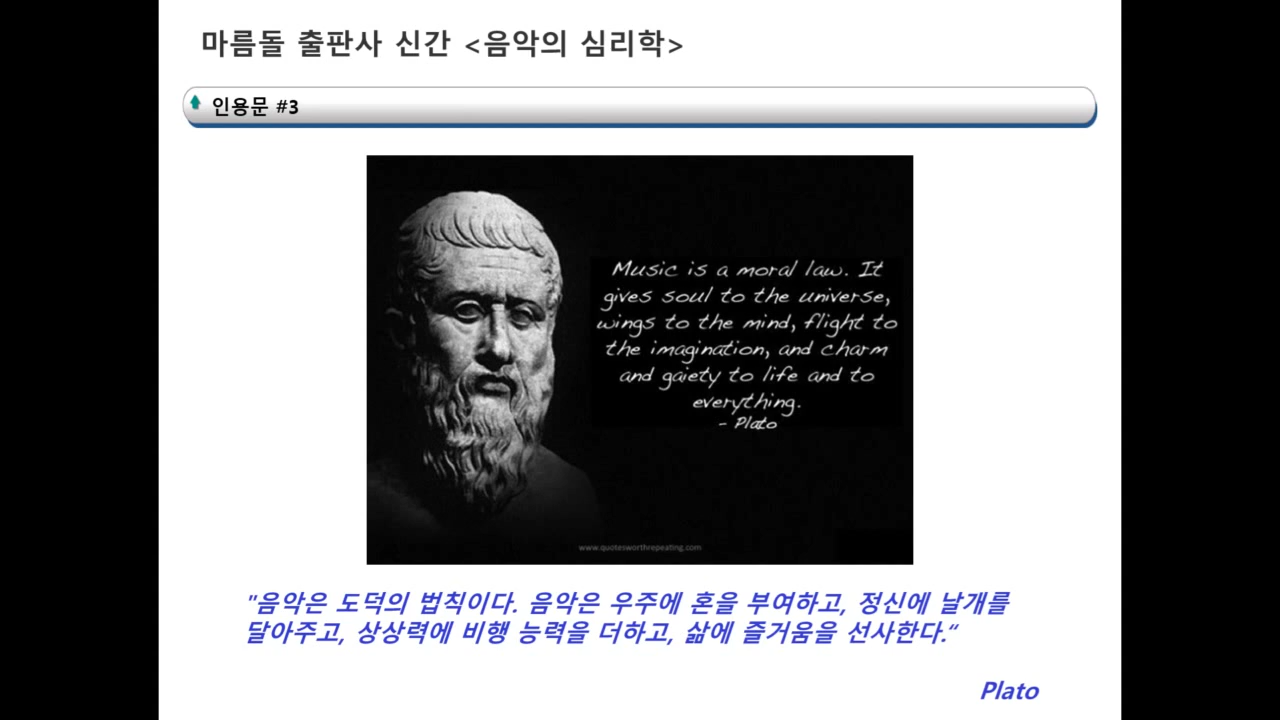 마름돌 출판사 신간 <음악의 심리학>
인용문 #3
Music is a moral law. It
gives soul to the universe,
wings to the mind, flight to
the imagination, and charm
and gaiety to life and to
everything.
- Plato
www.quotesworthrepeating.com
"음악은 도덕의 법칙이다. 음악은 우주에 혼을 부여하고, 정신에 날개를
달아주고, 상상력에 비행 능력을 더하고, 삶에 즐거움을 선사한다.“
Plato